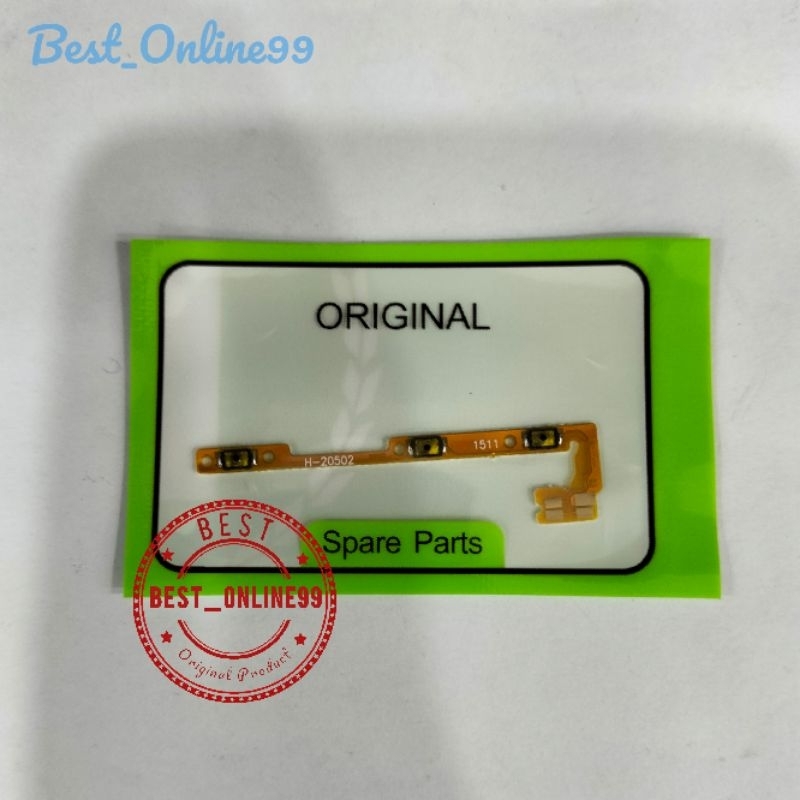 Best_Online99
ORIGINAL
1511
H-20502
Spare Parts
BEST
BEST_ONLINE99
Original Product